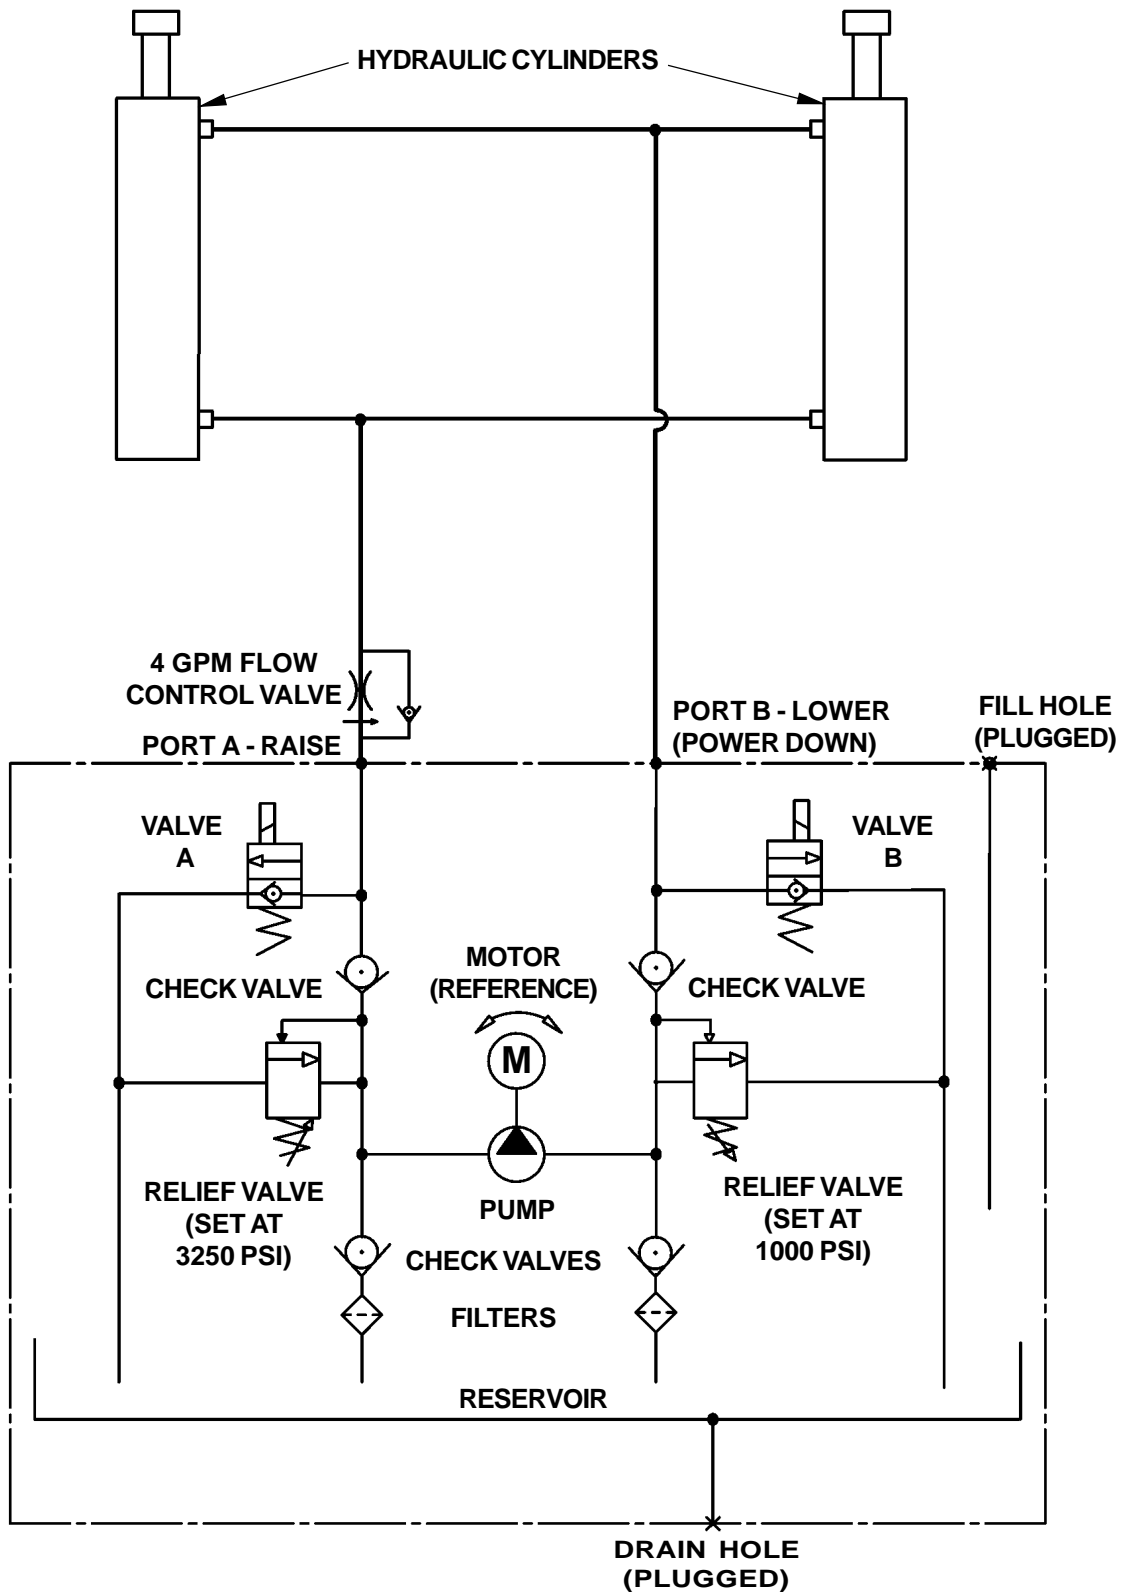 HYDRAULIC CYLINDERS
4 GPM FLOW
CONTROL VALVE
PORT A - RAISE
PORT B - LOWER
(POWER DOWN)
FILL HOLE
(PLUGGED)
VALVE
A
VALVE
B
CHECK VALVE
MOTOR
(REFERENCE)
CHECK VALVE
M
RELIEF VALVE
(SET AT
3250 PSI)
PUMP
RELIEF VALVE
(SET AT
1000 PSI)
CHECK VALVES
FILTERS
RESERVOIR
DRAIN HOLE
(PLUGGED)